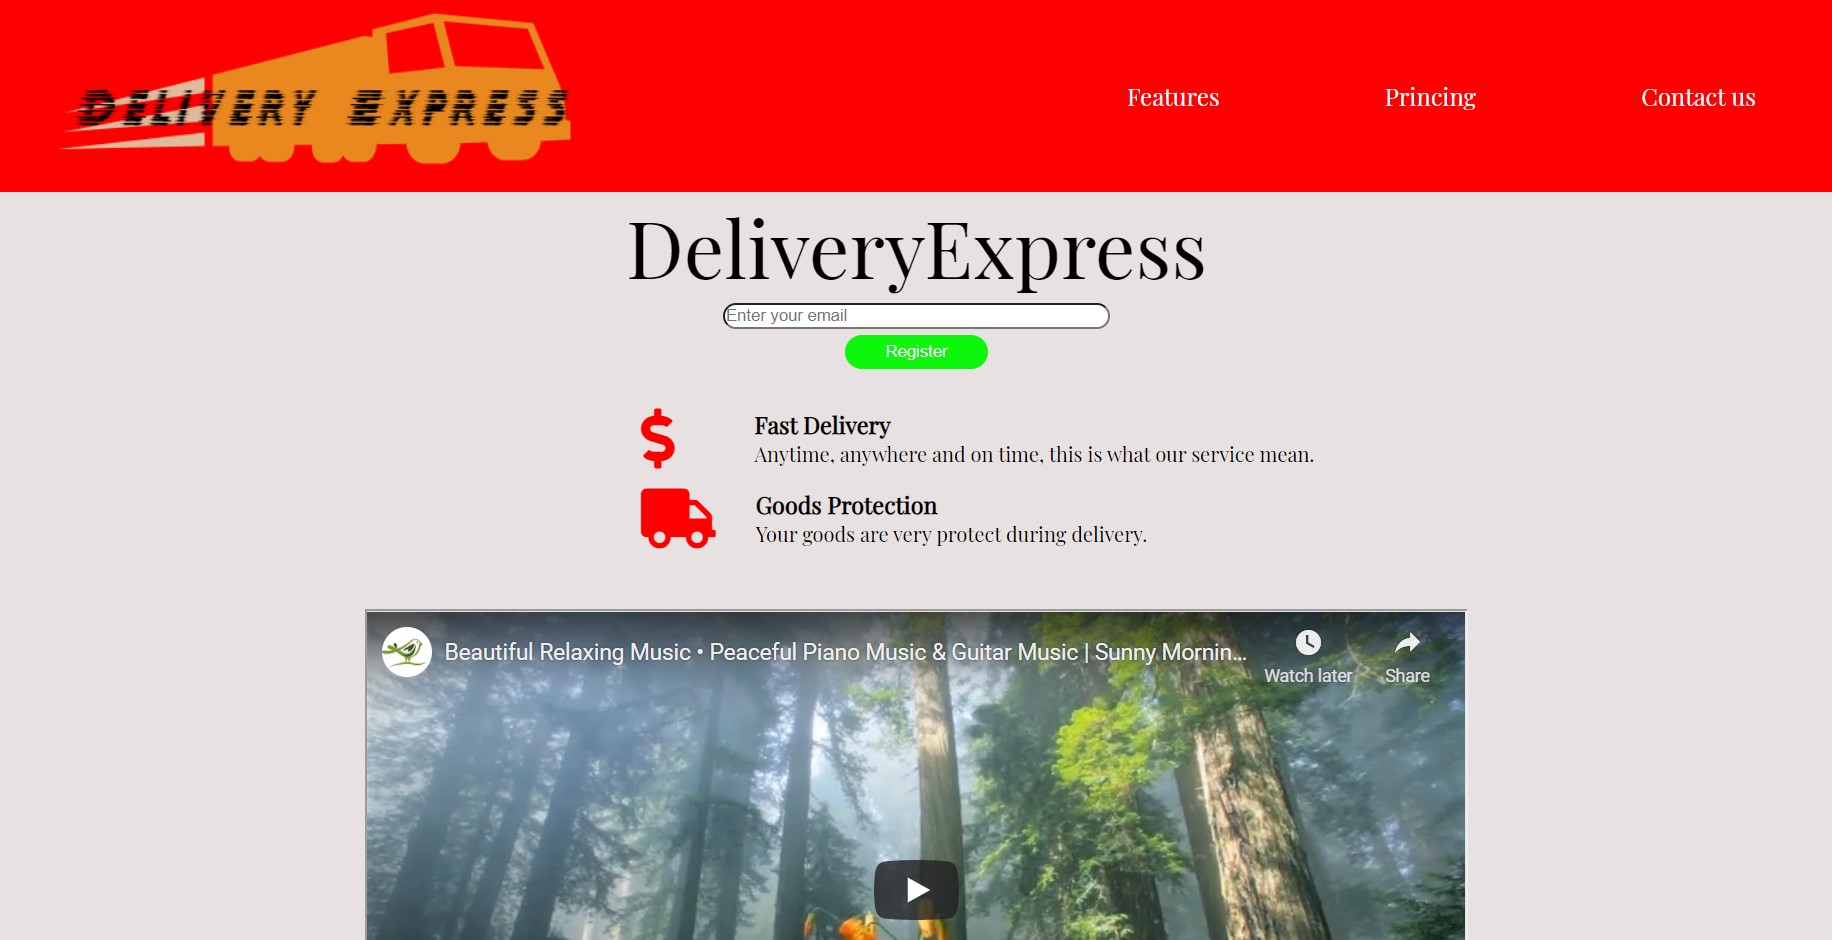 DELIVERY EXPRESS
Features
Princing
Contact us
DeliveryExpress
Enter your email
Register
Fast Delivery
Anytime, anywhere and on time, this is what our service mean.
Goods Protection
Your goods are very protect during delivery.
Beautiful Relaxing Music • Peaceful Piano Music & Guitar Music | Sunny Mornin...
Watch later
Share